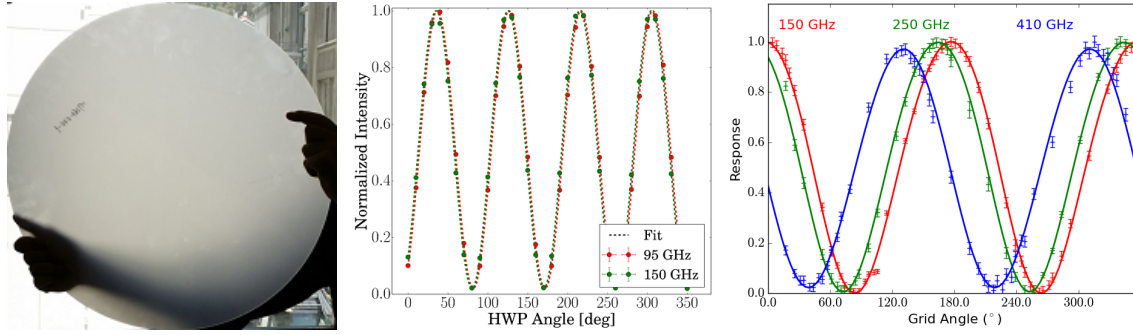 1.0
0.8
0.6
0.4
0.2
0.0
Normalized Intensity
0 50 100 150 200 250 300 350
HWP Angle [deg]
Fit
95 GHz
150 GHz
150 GHz 250 GHz 410 GHz
1.0
0.8
0.6
0.4
0.2
0.0
Response
0.0 60.0 120.0 180.0 240.0 300.0
Grid Angle (°)